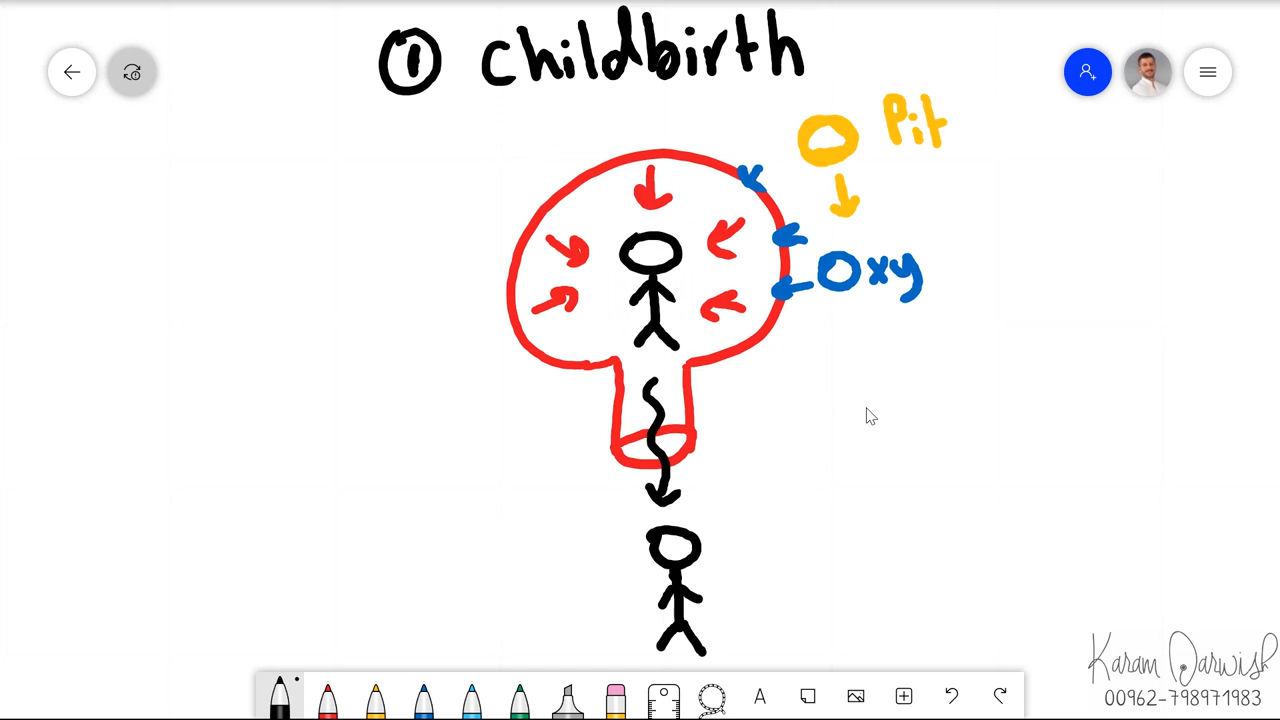 ① childbirth
Pit
Oxy
A
Karam Darwish
00962-798971983